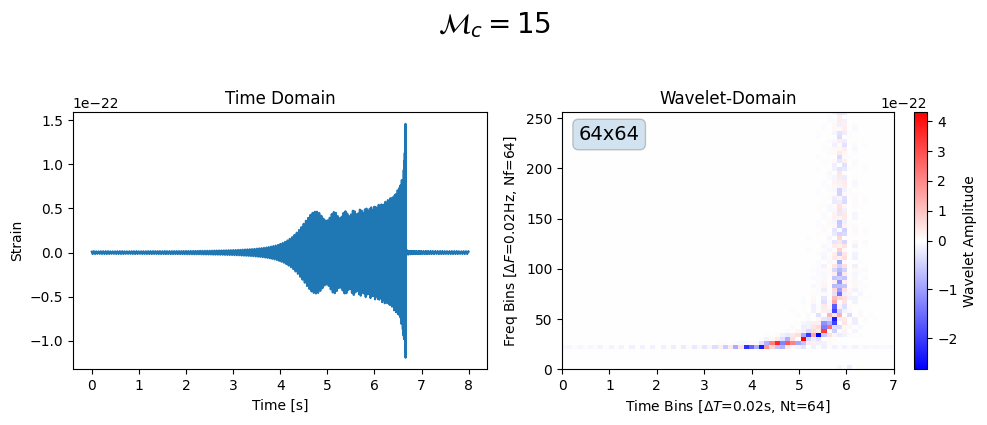 𝓜c = 15
Time Domain
1e−22
1.5
1.0
0.5
0.0
−0.5
−1.0
Strain
0 1 2 3 4 5 6 7 8
Time [s]
Wavelet-Domain
64x64
250
200
150
100
50
0
Freq Bins [ΔF=0.02Hz, Nf=64]
0 1 2 3 4 5 6 7
Time Bins [ΔT=0.02s, Nt=64]
1e−22
4
3
2
1
0
−1
−2
Wavelet Amplitude